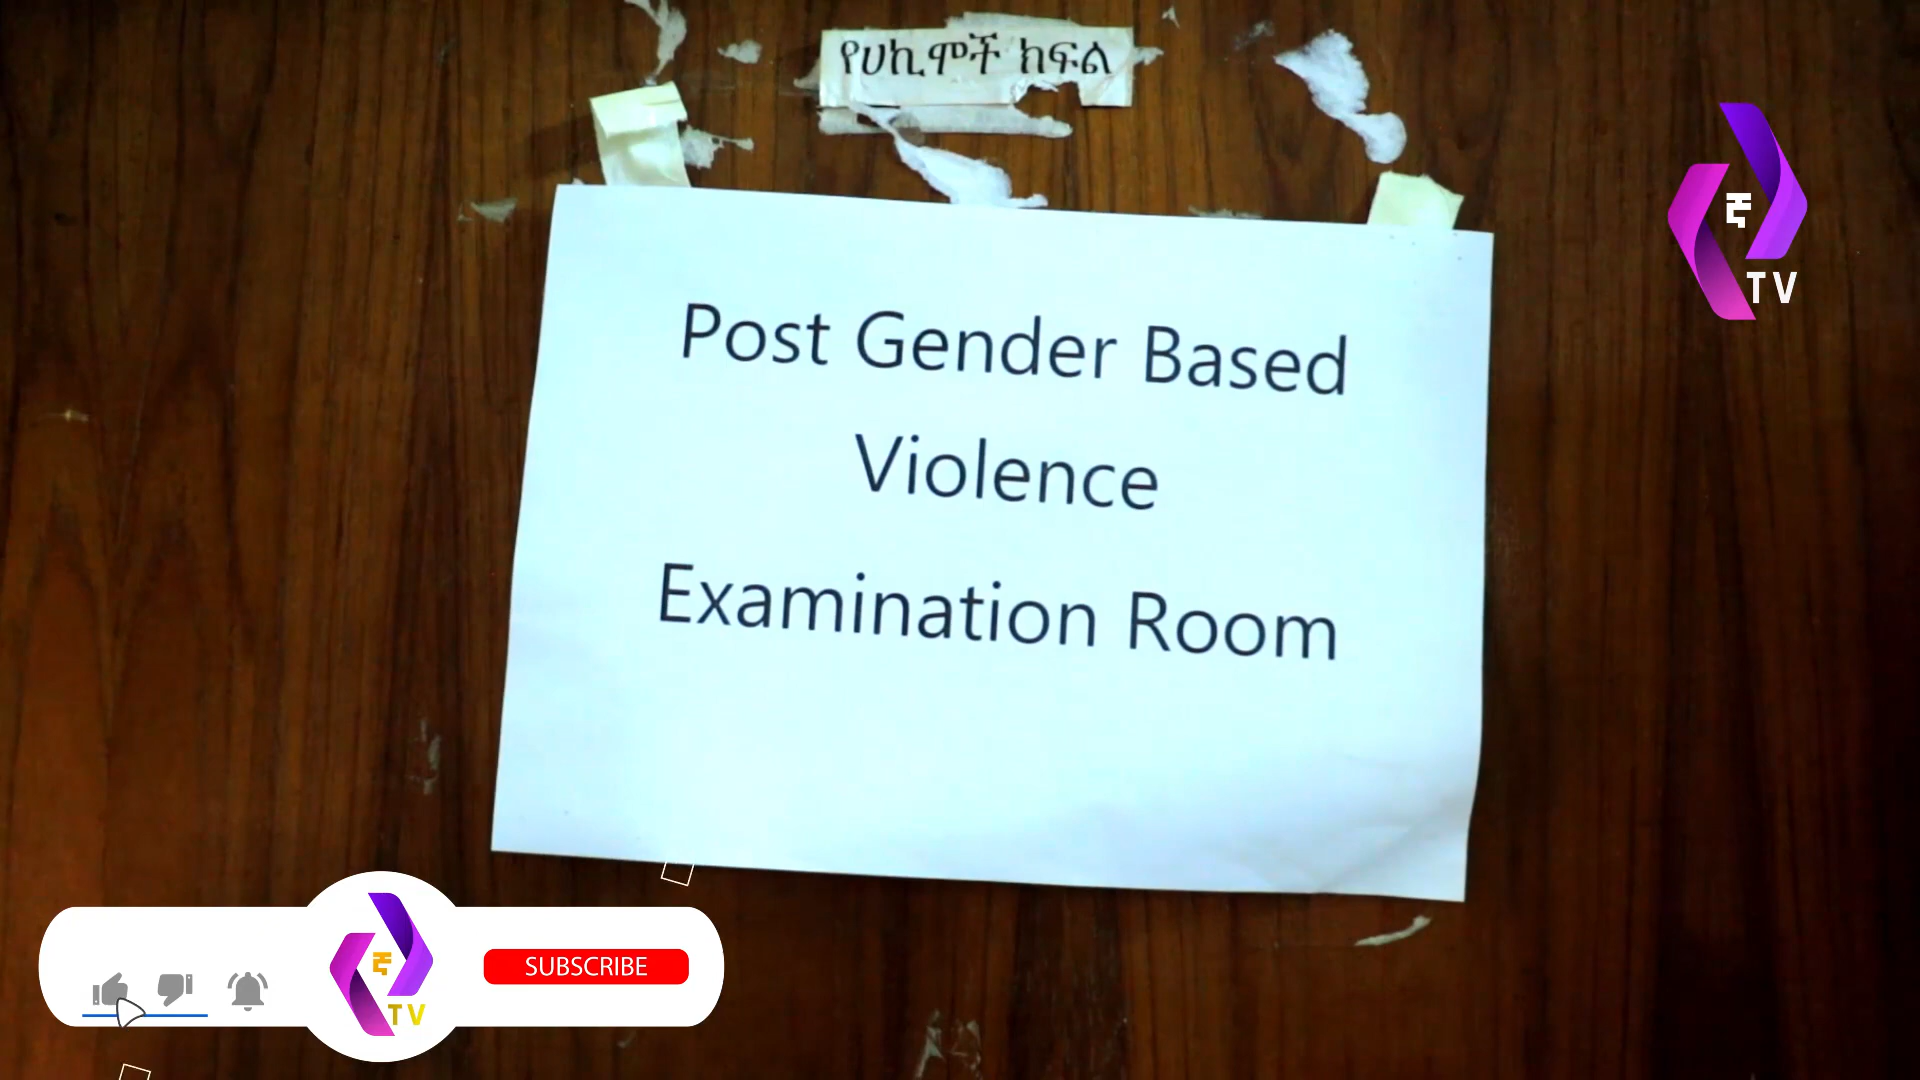 የሀኪሞች ክፍል
Post Gender Based
Violence
Examination Room
TV
SUBSCRIBE
TV